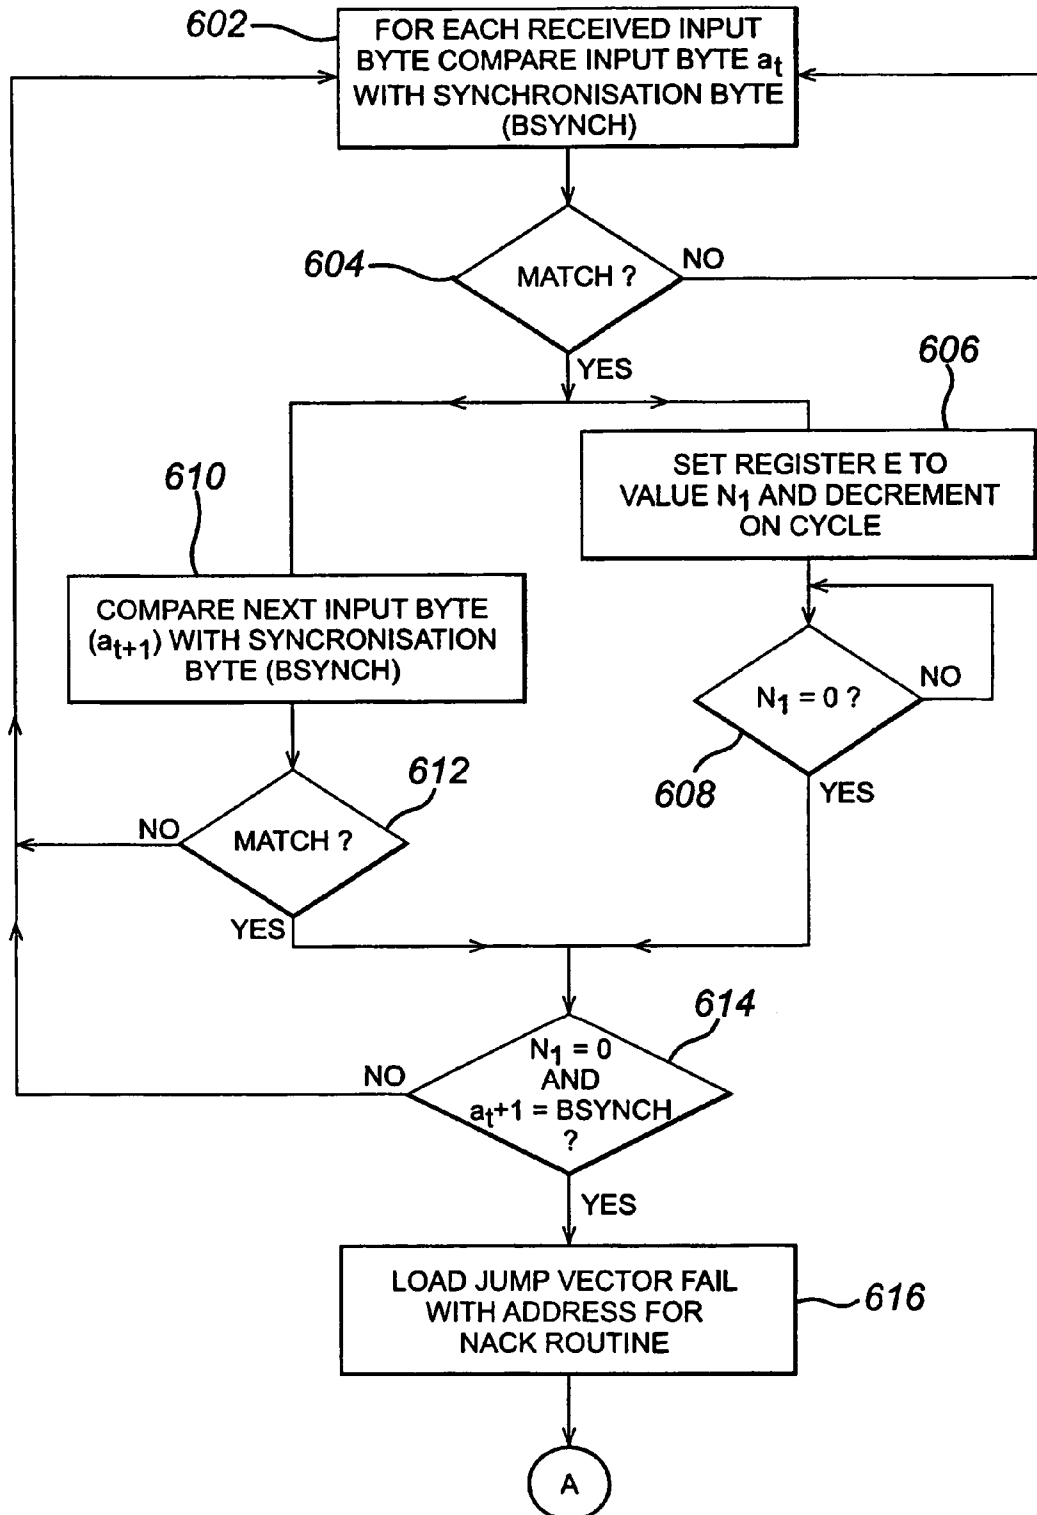 602
FOR EACH RECEIVED INPUT
BYTE COMPARE INPUT BYTE at
WITH SYNCHRONISATION BYTE
(BSYNCH)
604
MATCH ?
NO
YES
606
SET REGISTER E TO
VALUE N1 AND DECREMENT
ON CYCLE
610
COMPARE NEXT INPUT BYTE
(at+1) WITH SYNCRONISATION
BYTE (BSYNCH)
N1 = 0 ?
NO
608
YES
612
MATCH ?
NO
YES
614
N1 = 0
AND
at+1 = BSYNCH
?
NO
YES
LOAD JUMP VECTOR FAIL
WITH ADDRESS FOR
NACK ROUTINE
616
A